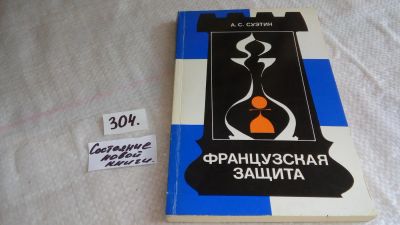 А. С. СУЭТИН
304.
Состояние
новой
книги.
ФРАНЦУЗСКАЯ
ЗАЩИТА